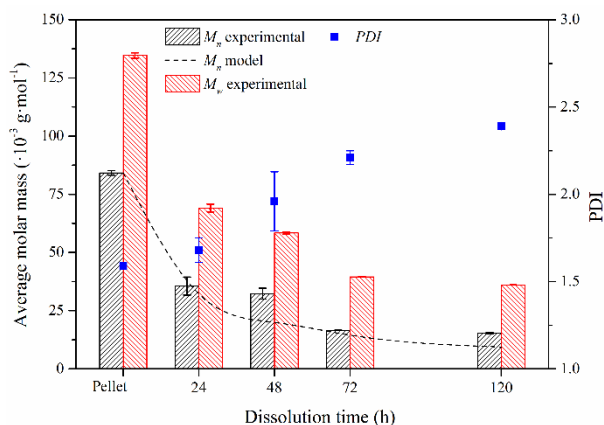 150
125
100
75
50
25
0
Average molar mass (·10⁻³ g·mol⁻¹)
Mₙ experimental
PDI
Mₙ model
M_w experimental
3.0
2.5
2.0
1.5
1.0
PDI
Pellet 24 48 72 120
Dissolution time (h)